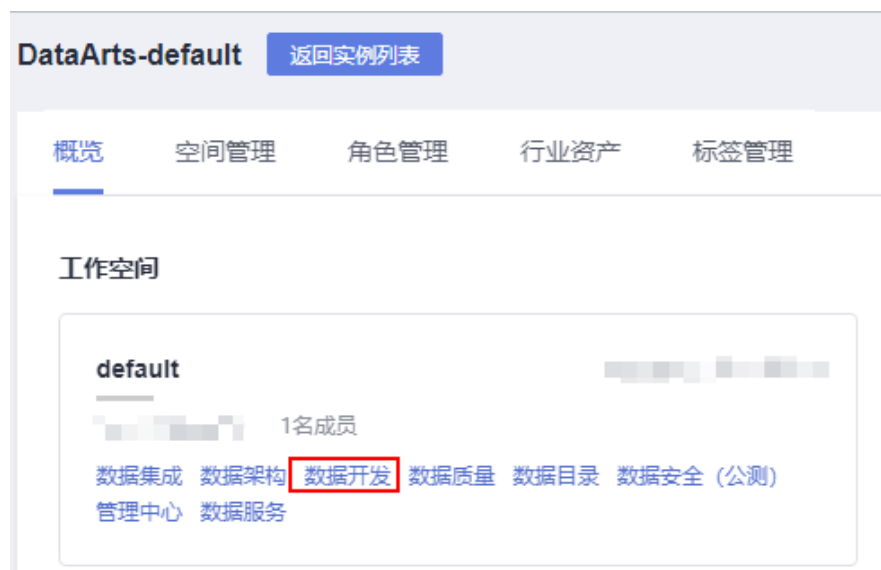 DataArts-default 返回实例列表
概览 空间管理 角色管理 行业资产 标签管理
工作空间
default
1名成员
数据集成 数据架构 数据开发 数据质量 数据目录 数据安全 (公测)
管理中心 数据服务